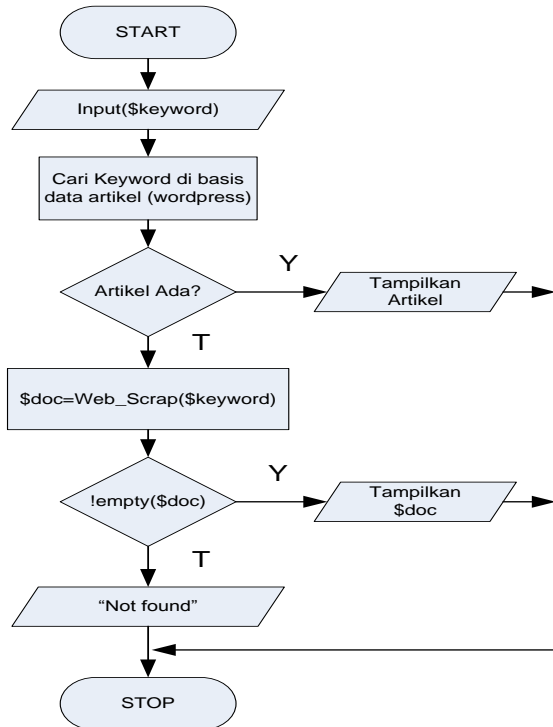 START
Input($keyword)
Cari Keyword di basis
data artikel (wordpress)
Artikel Ada?
Y
Tampilkan
Artikel
T
$doc=Web_Scrap($keyword)
!empty($doc)
Y
Tampilkan
$doc
T
“Not found”
STOP